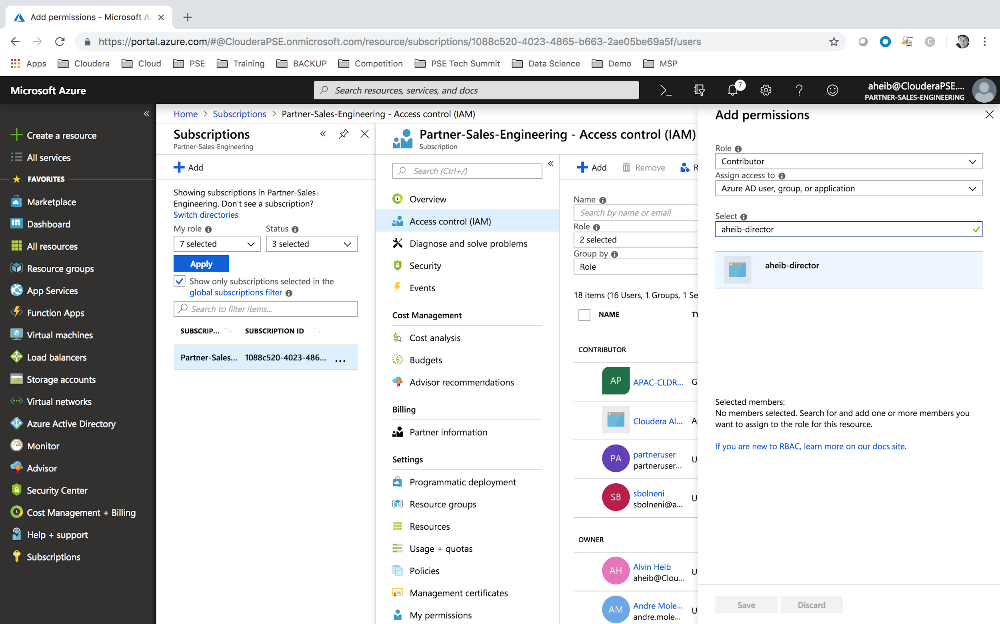 Add permissions - Microsoft Az
https://portal.azure.com/#@ClouderaPSE.onmicrosoft.com/resource/subscriptions/1088c520-4023-4865-b663-2ae05be69a5f/users
Apps Cloudera Cloud PSE Training BACKUP Competition PSE Tech Summit Data Science Demo MSP
Microsoft Azure
Search resources, services, and docs
7
aheib@ClouderaPSE....
PARTNER-SALES-ENGINEERING
Create a resource
All services
FAVORITES
Marketplace
Dashboard
All resources
Resource groups
App Services
Function Apps
Virtual machines
Load balancers
Storage accounts
Virtual networks
Azure Active Directory
Monitor
Advisor
Security Center
Cost Management + Billing
Help + support
Subscriptions
Home > Subscriptions > Partner-Sales-Engineering - Access control (IAM)
Subscriptions
Partner-Sales-Engineering
Add
Showing subscriptions in Partner-Sales-
Engineering. Don't see a subscription?
Switch directories
My role Status
7 selected 3 selected
Apply
Show only subscriptions selected in the
global subscriptions filter
Search to filter items...
SUBSCRIP... SUBSCRIPTION ID
Partner-Sales... 1088c520-4023-486... ...
Partner-Sales-Engineering - Access control (IAM)
Subscription
Search (Ctrl+/)
Overview
Access control (IAM)
Diagnose and solve problems
Security
Events
Cost Management
Cost analysis
Budgets
Advisor recommendations
Billing
Partner information
Settings
Programmatic deployment
Resource groups
Resources
Usage + quotas
Policies
Management certificates
My permissions
Add Remove R
Name
Search by name or email
Role
2 selected
Group by
Role
18 items (16 Users, 1 Groups, 1 Se
NAME TY
CONTRIBUTOR
AP APAC-CLDR... G
Cloudera Al... A
PA partneruser
partneruser... U
SB sbolneni
sbolneni@a... U
OWNER
AH Alvin Heib
aheib@Clou... U
AM Andre Mole...
andre.mole... U
Add permissions
Role
Contributor
Assign access to
Azure AD user, group, or application
Select
aheib-director
aheib-director
Selected members:
No members selected. Search for and add one or more members you
want to assign to the role for this resource.
If you are new to RBAC, learn more on our docs site.
Save Discard